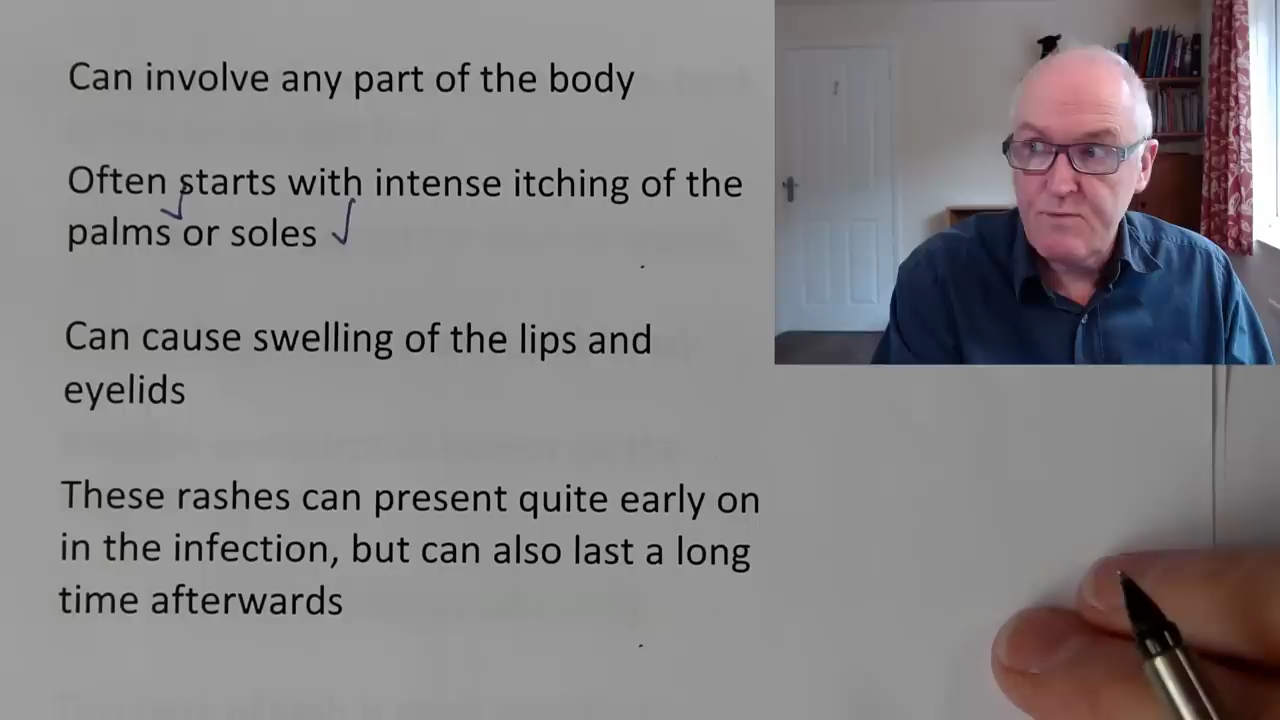 Can involve any part of the body
Often starts with intense itching of the
palms or soles
Can cause swelling of the lips and
eyelids
These rashes can present quite early on
in the infection, but can also last a long
time afterwards